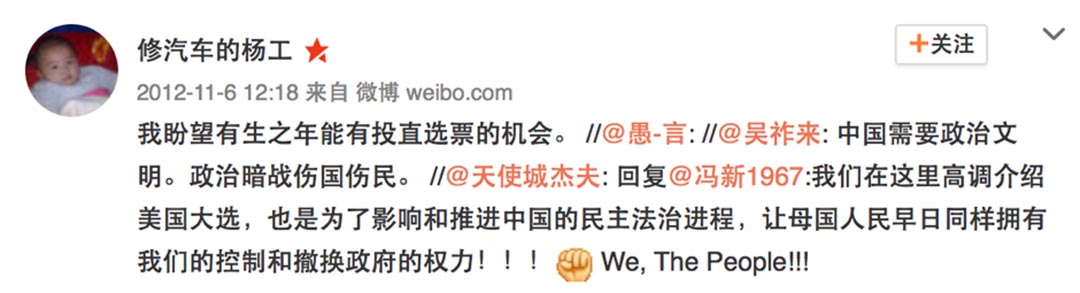 修汽车的杨工
+关注
2012-11-6 12:18 来自 微博 weibo.com
我盼望有生之年能有投直选票的机会。 //@愚-言: //@吴祚来: 中国需要政治文
明。政治暗战伤国伤民。 //@天使城杰夫: 回复@冯新1967:我们在这里高调介绍
美国大选，也是为了影响和推进中国的民主法治进程，让母国人民早日同样拥有
我们的控制和撤换政府的权力！！！ We, The People!!!